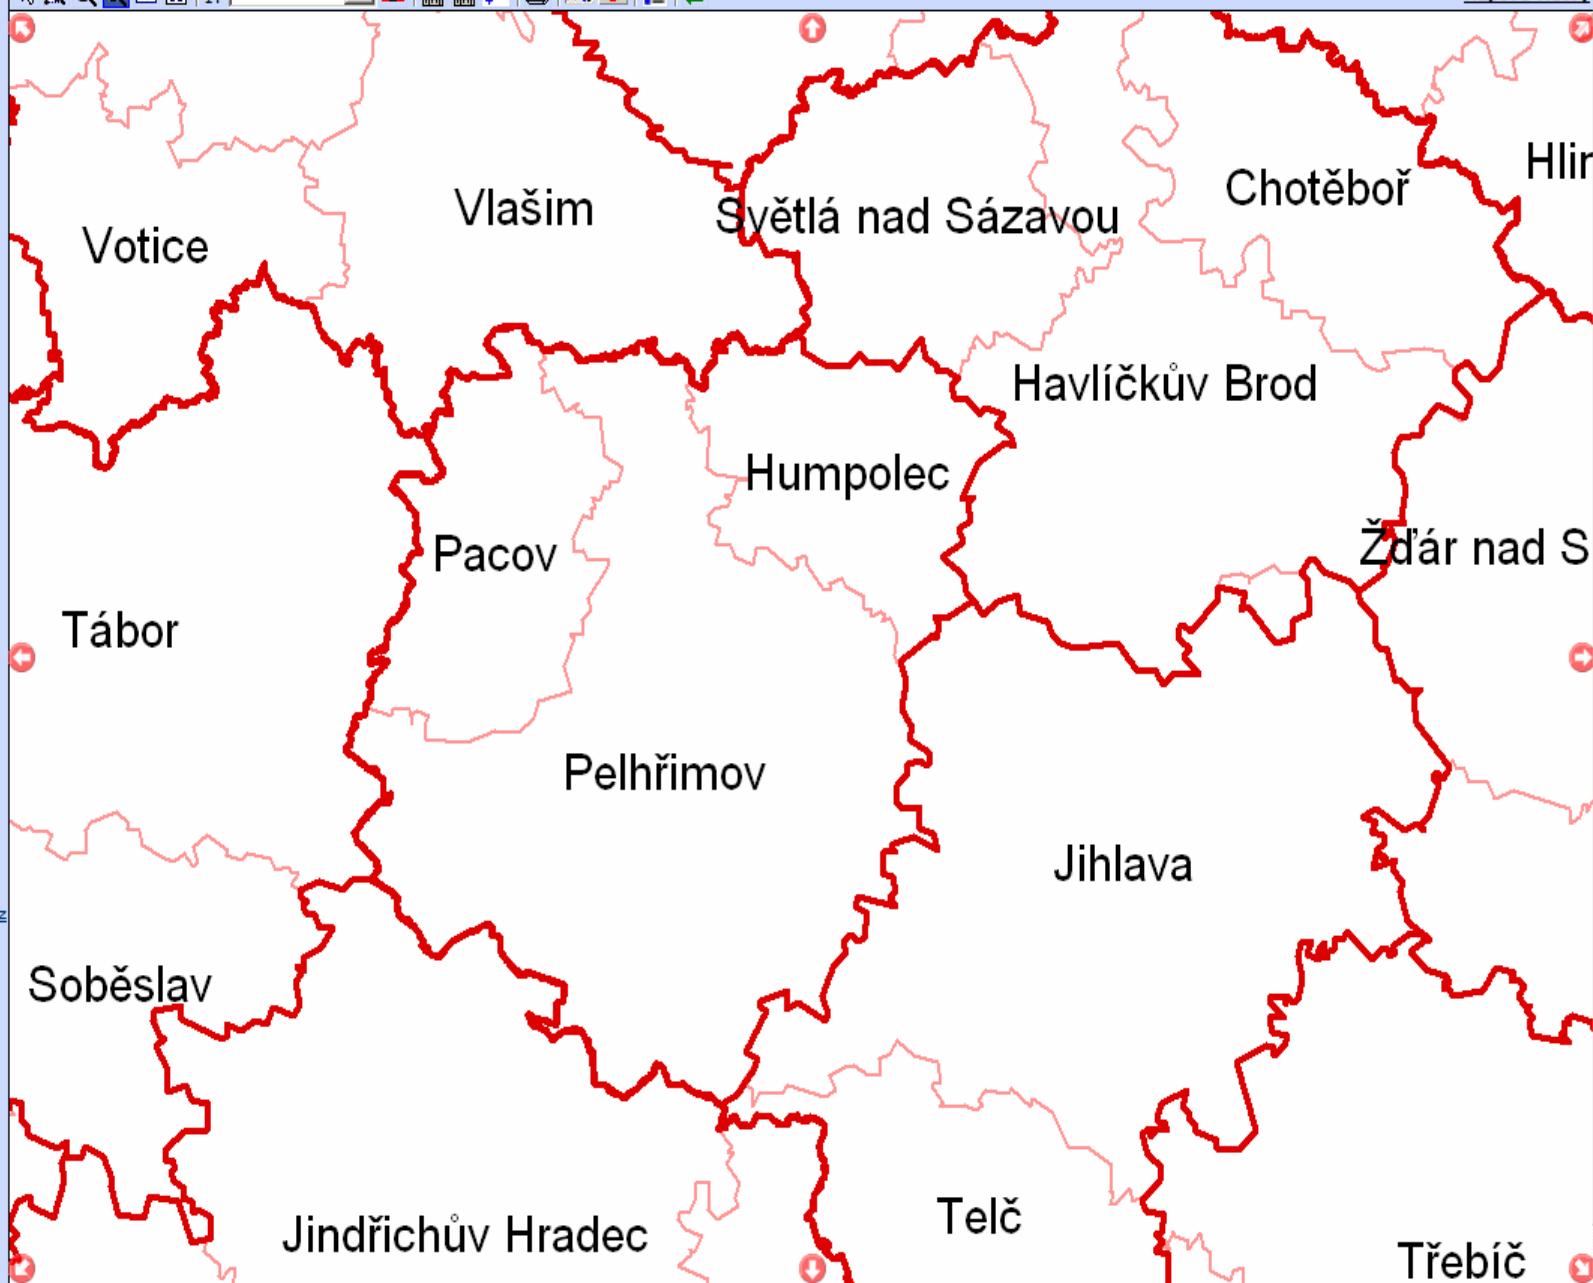 Hlin
Chotěboř
Vlašim
Světlá nad Sázavou
Votice
Havlíčkův Brod
Humpolec
Pacov
Žďár nad S
Tábor
Pelhřimov
Jihlava
Soběslav
Telč
Jindřichův Hradec
Třebíč